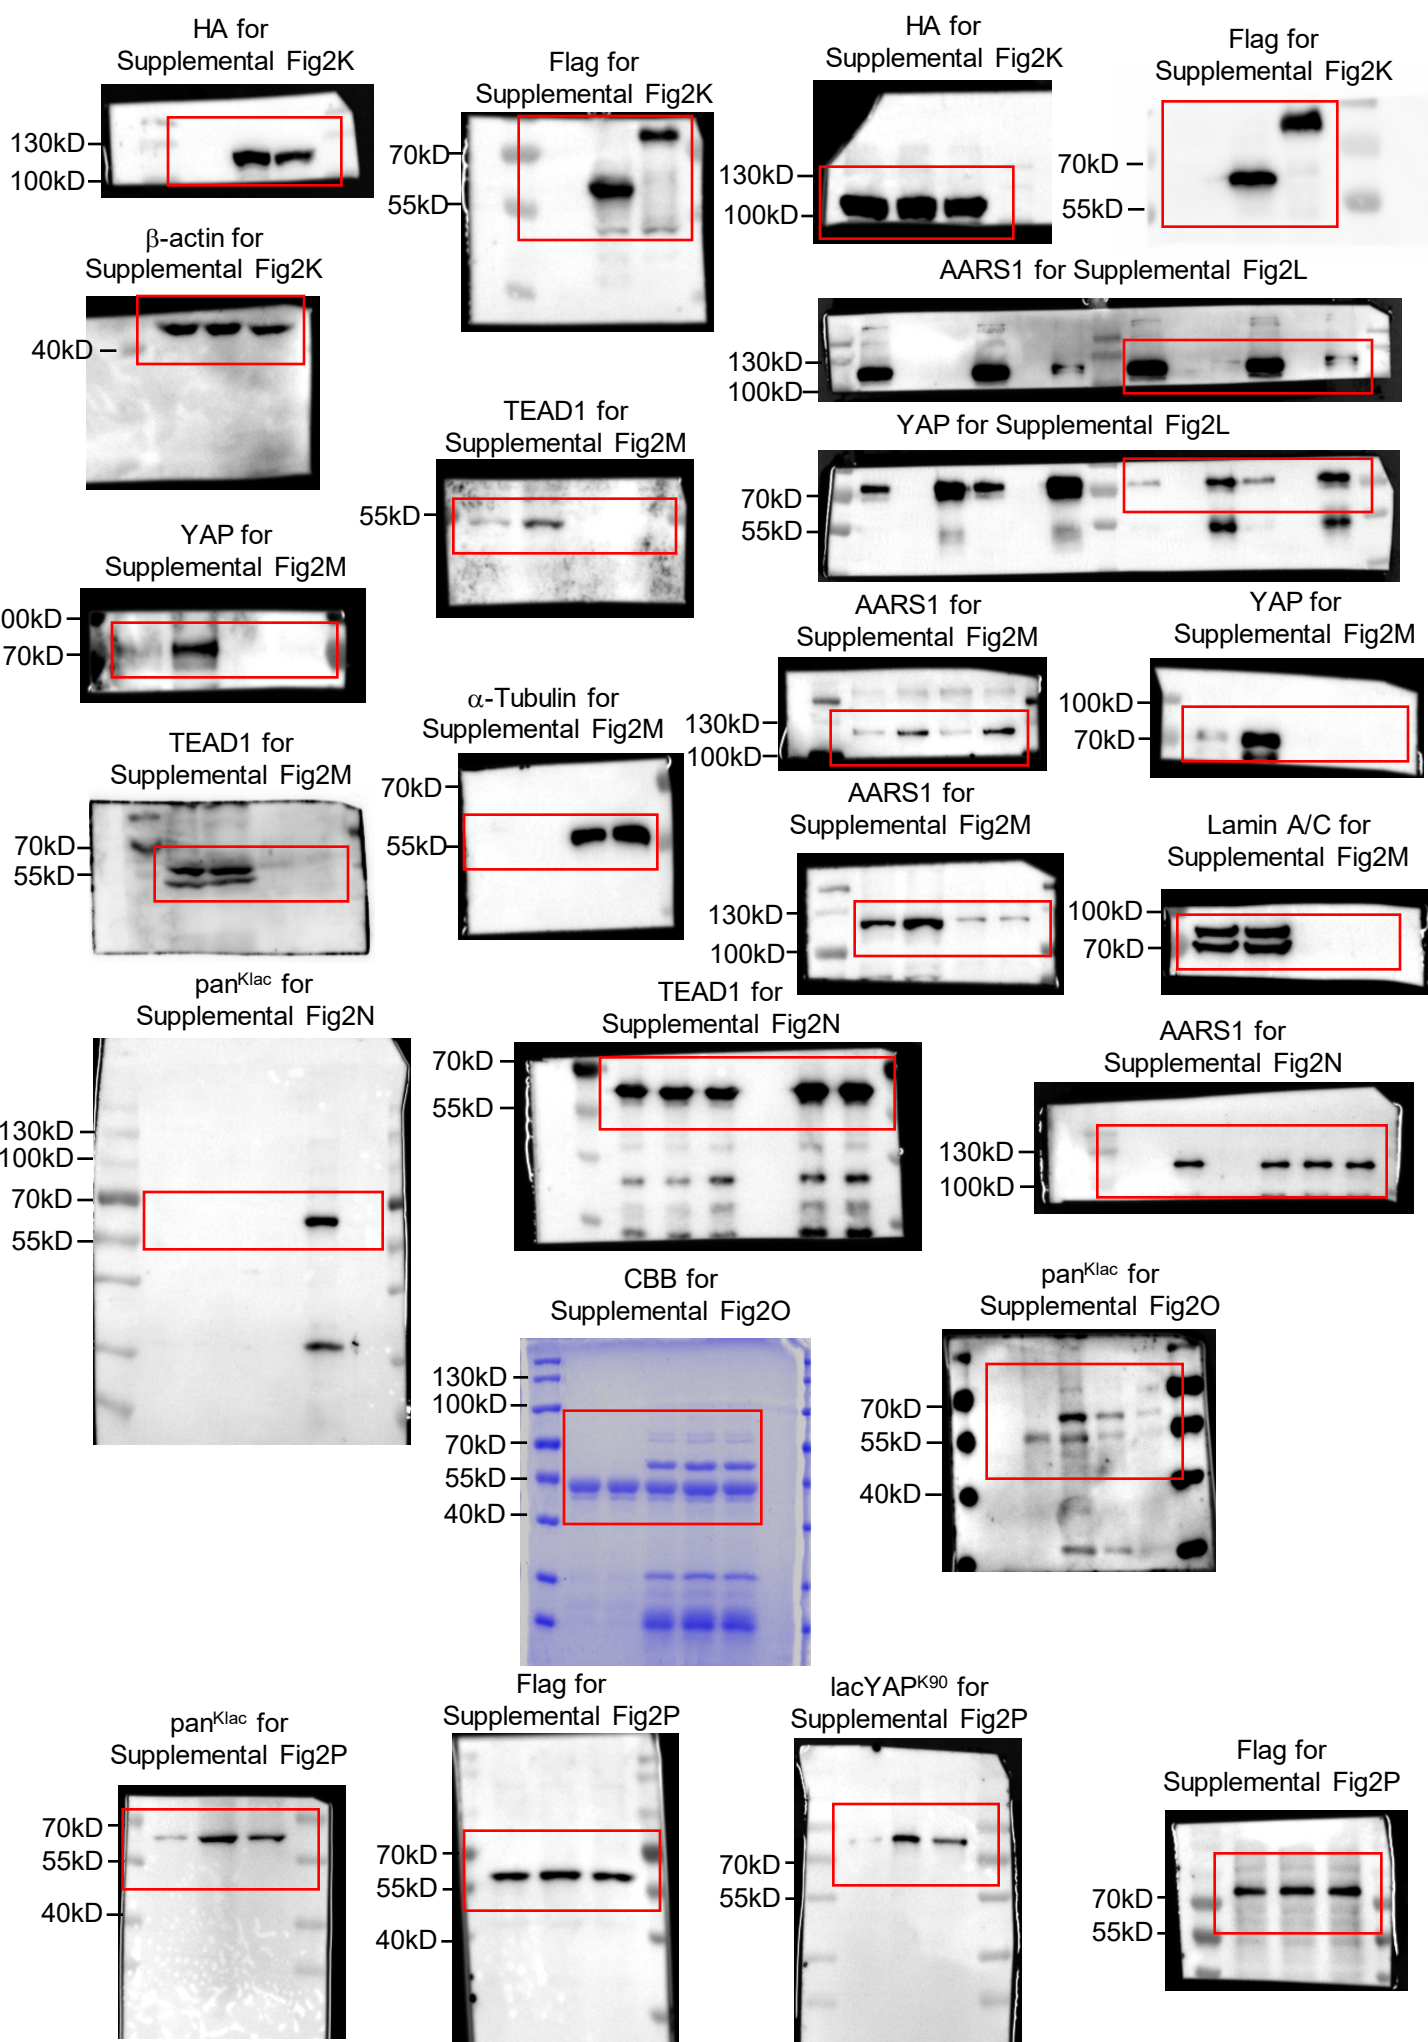 HA for
Supplemental Fig2K
130kD
100kD
Flag for
Supplemental Fig2K
70kD
55kD
HA for
Supplemental Fig2K
130kD
100kD
Flag for
Supplemental Fig2K
70kD
55kD
β-actin for
Supplemental Fig2K
40kD
AARS1 for Supplemental Fig2L
130kD
100kD
TEAD1 for
Supplemental Fig2M
55kD
YAP for Supplemental Fig2L
70kD
55kD
YAP for
Supplemental Fig2M
00kD
70kD
AARS1 for
Supplemental Fig2M
130kD
100kD
YAP for
Supplemental Fig2M
100kD
70kD
α-Tubulin for
Supplemental Fig2M
70kD
55kD
TEAD1 for
Supplemental Fig2M
70kD
55kD
AARS1 for
Supplemental Fig2M
130kD
100kD
Lamin A/C for
Supplemental Fig2M
100kD
70kD
panKlac for
Supplemental Fig2N
130kD
100kD
70kD
55kD
TEAD1 for
Supplemental Fig2N
70kD
55kD
AARS1 for
Supplemental Fig2N
130kD
100kD
CBB for
Supplemental Fig2O
130kD
100kD
70kD
55kD
40kD
panKlac for
Supplemental Fig2O
70kD
55kD
40kD
panKlac for
Supplemental Fig2P
70kD
55kD
40kD
Flag for
Supplemental Fig2P
70kD
55kD
40kD
lacYAPK90 for
Supplemental Fig2P
70kD
55kD
Flag for
Supplemental Fig2P
70kD
55kD